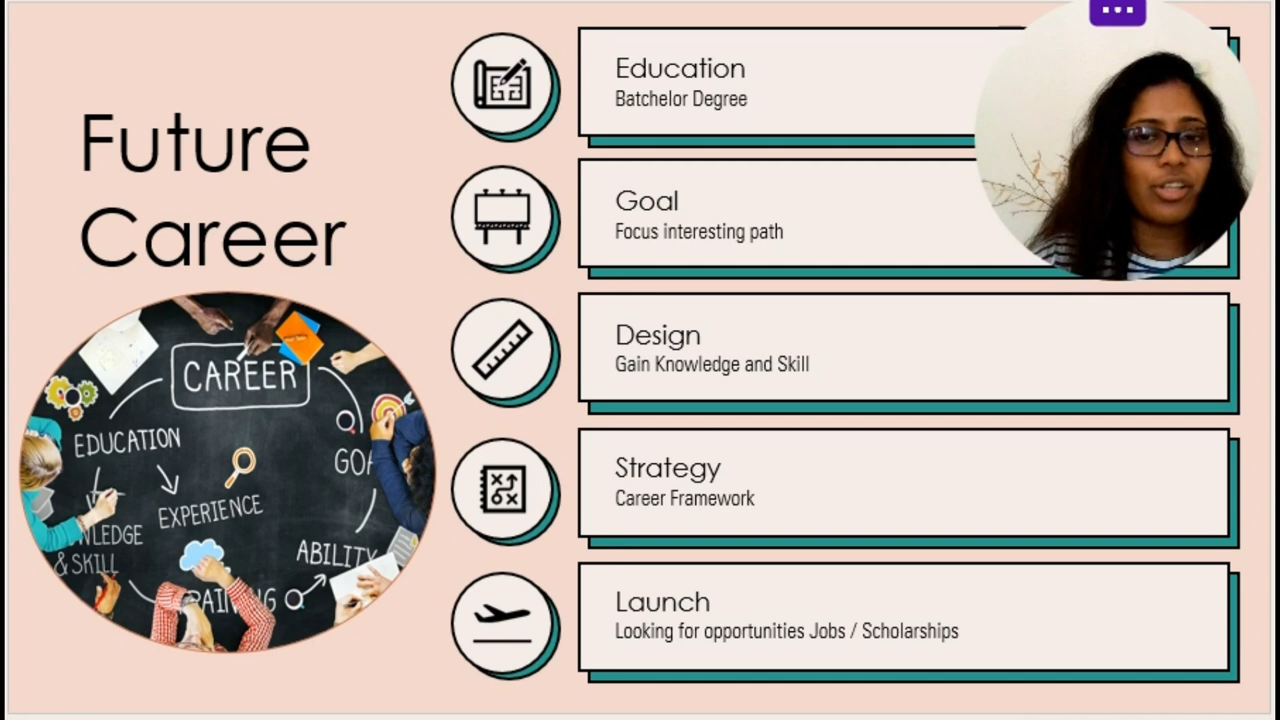 Future
Career
Education
Batchelor Degree
Goal
Focus interesting path
Design
Gain Knowledge and Skill
Strategy
Career Framework
Launch
Looking for opportunities Jobs / Scholarships
CAREER
EDUCATION
EXPERIENCE
& SKILL
ABILITY